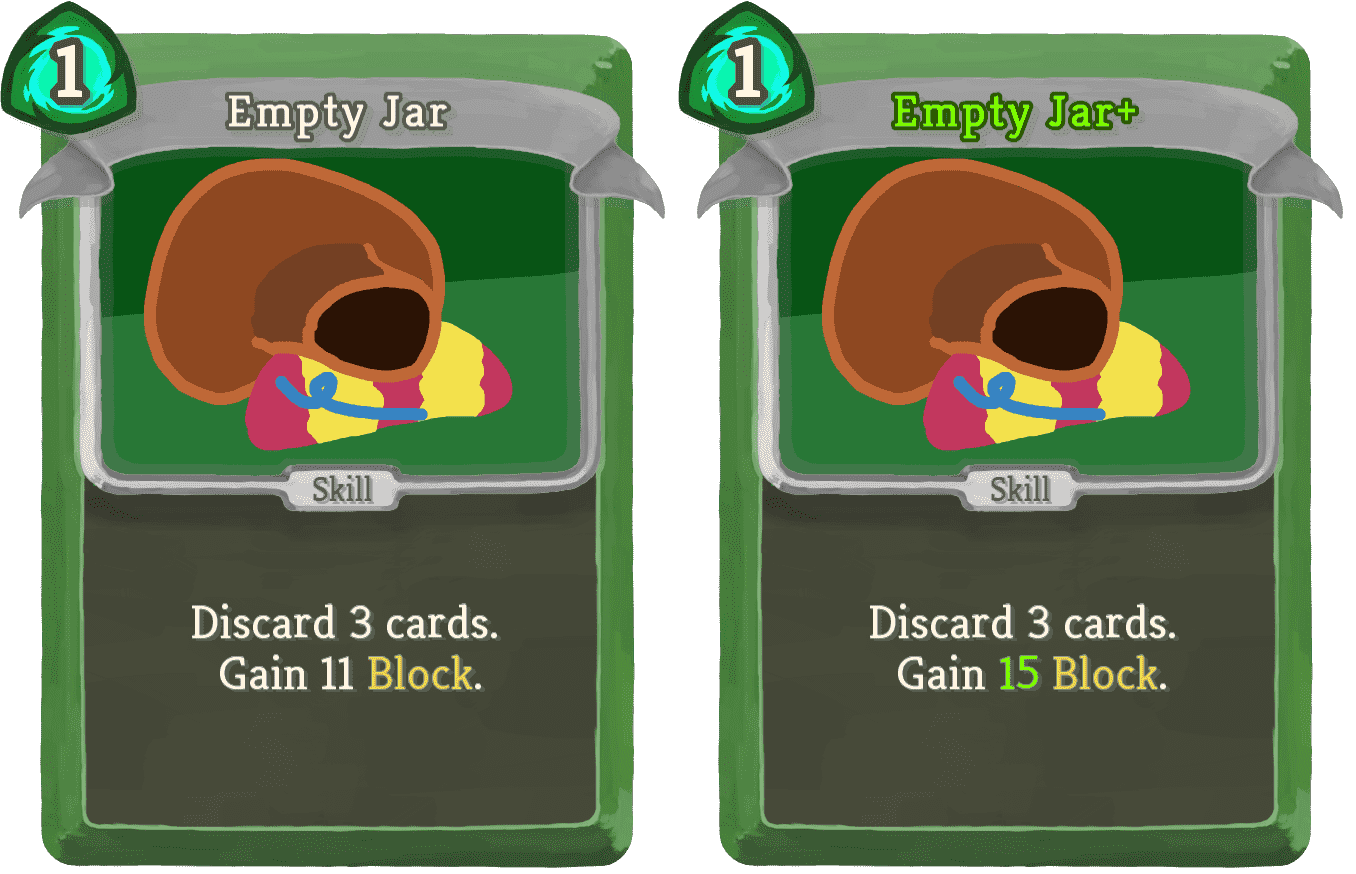 1
Empty Jar
Skill
Discard 3 cards.
Gain 11 Block.
1
Empty Jar+
Skill
Discard 3 cards.
Gain 15 Block.